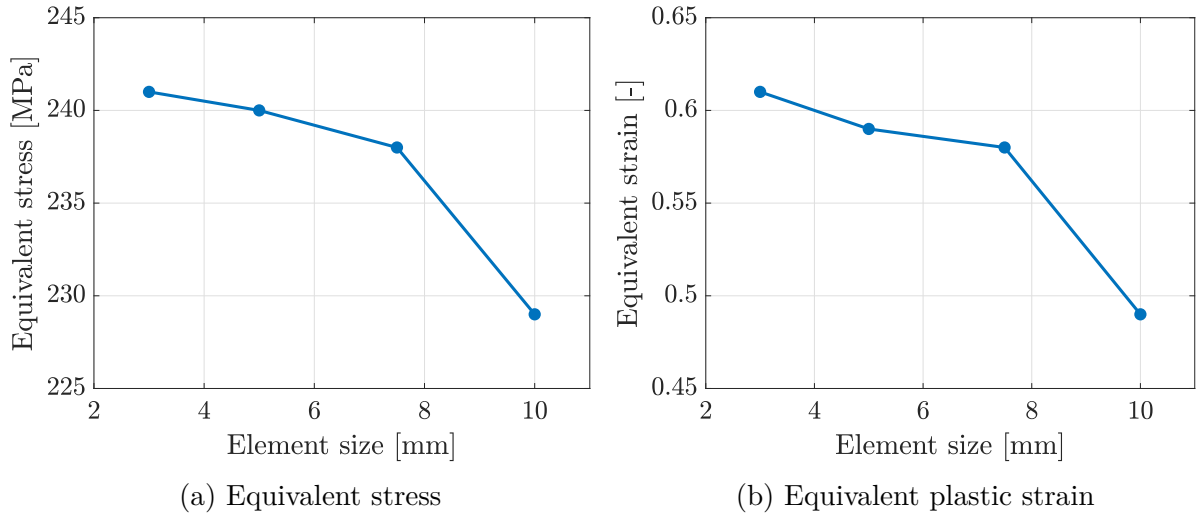 245
240
235
230
225
2 4 6 8 10
Equivalent stress [MPa]
Element size [mm]
(a) Equivalent stress
0.65
0.6
0.55
0.5
0.45
2 4 6 8 10
Equivalent strain [-]
Element size [mm]
(b) Equivalent plastic strain